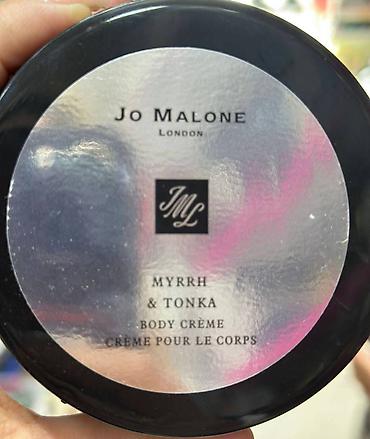 JO MALONE
LONDON
JML
MYRRH
& TONKA
BODY CRÈME
CRÈME POUR LE CORPS